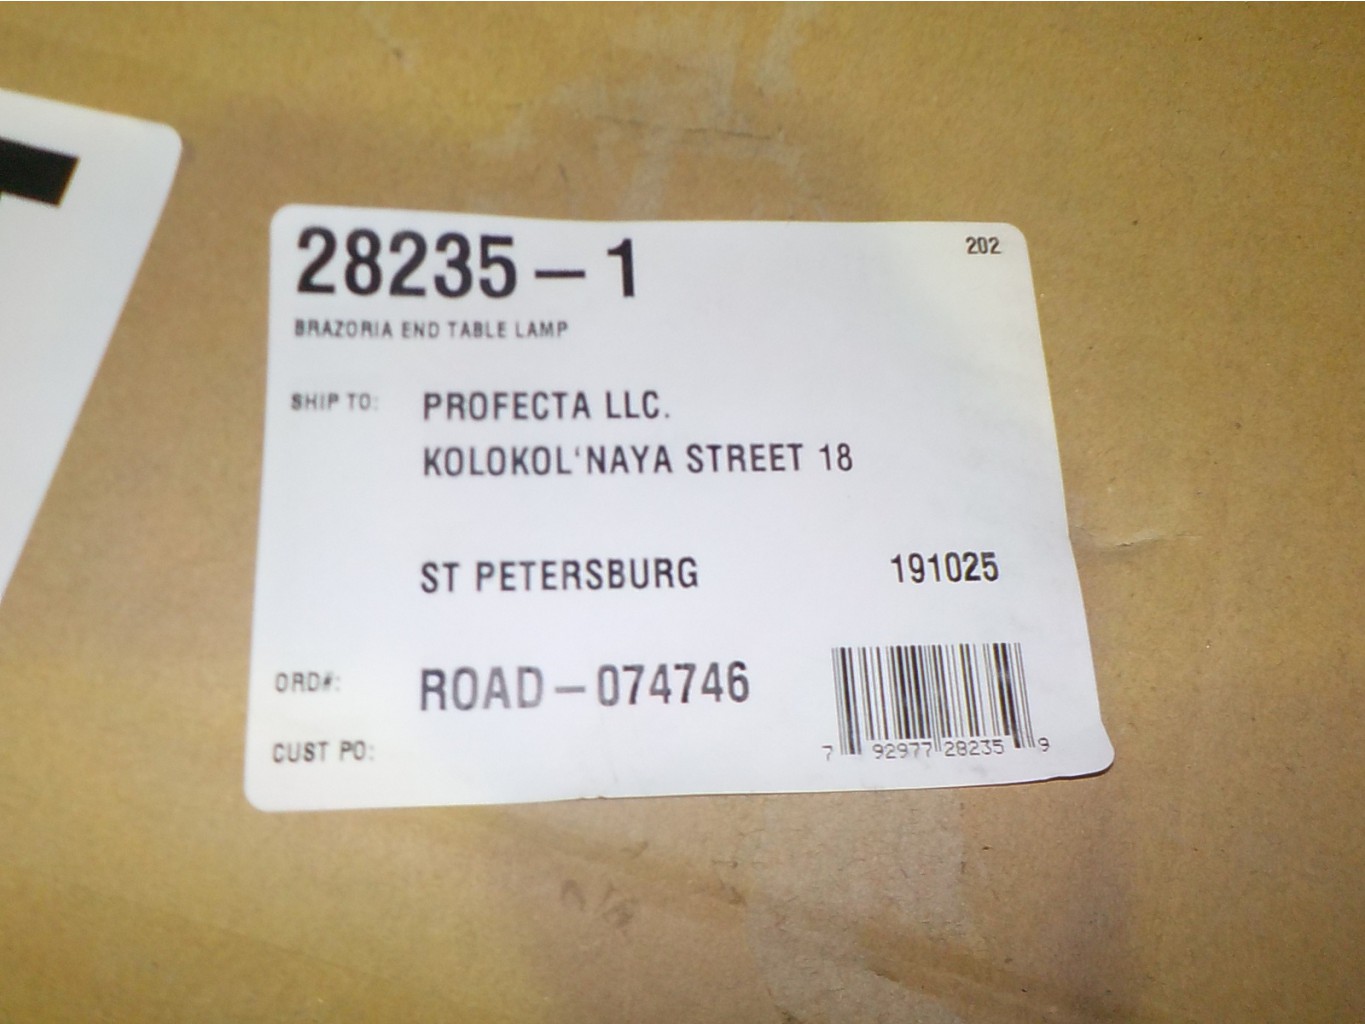 T
28235-1
202
BRAZORIA END TABLE LAMP
SHIP TO: PROFECTA LLC.
KOLOKOL'NAYA STREET 18
ST PETERSBURG 191025
ORD#: ROAD-074746
CUST PO:
7 92977 28235 9